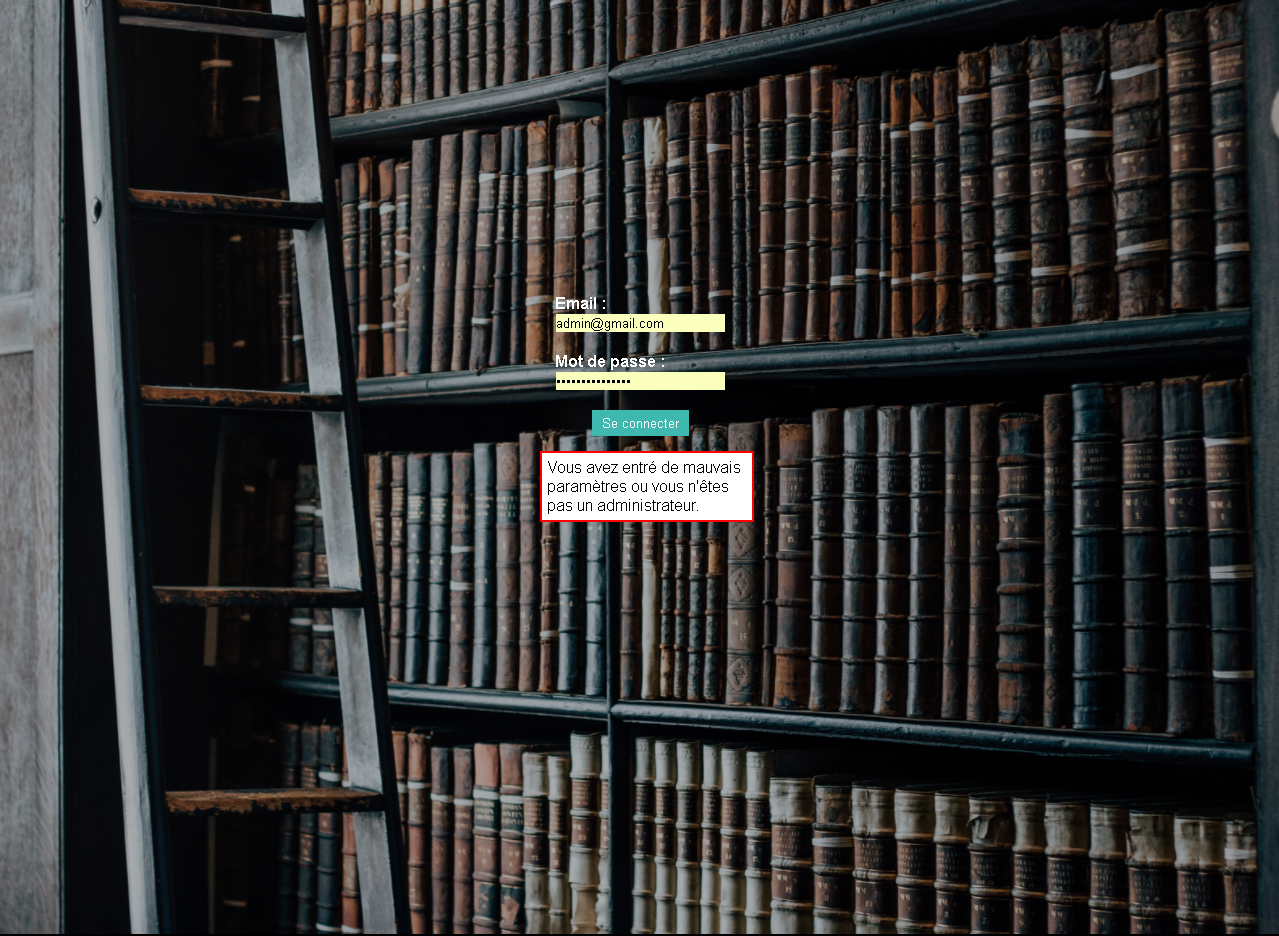 Email :
admin@gmail.com
Mot de passe :
•••••••••••••••
Se connecter
Vous avez entré de mauvais
paramètres ou vous n'êtes
pas un administrateur.